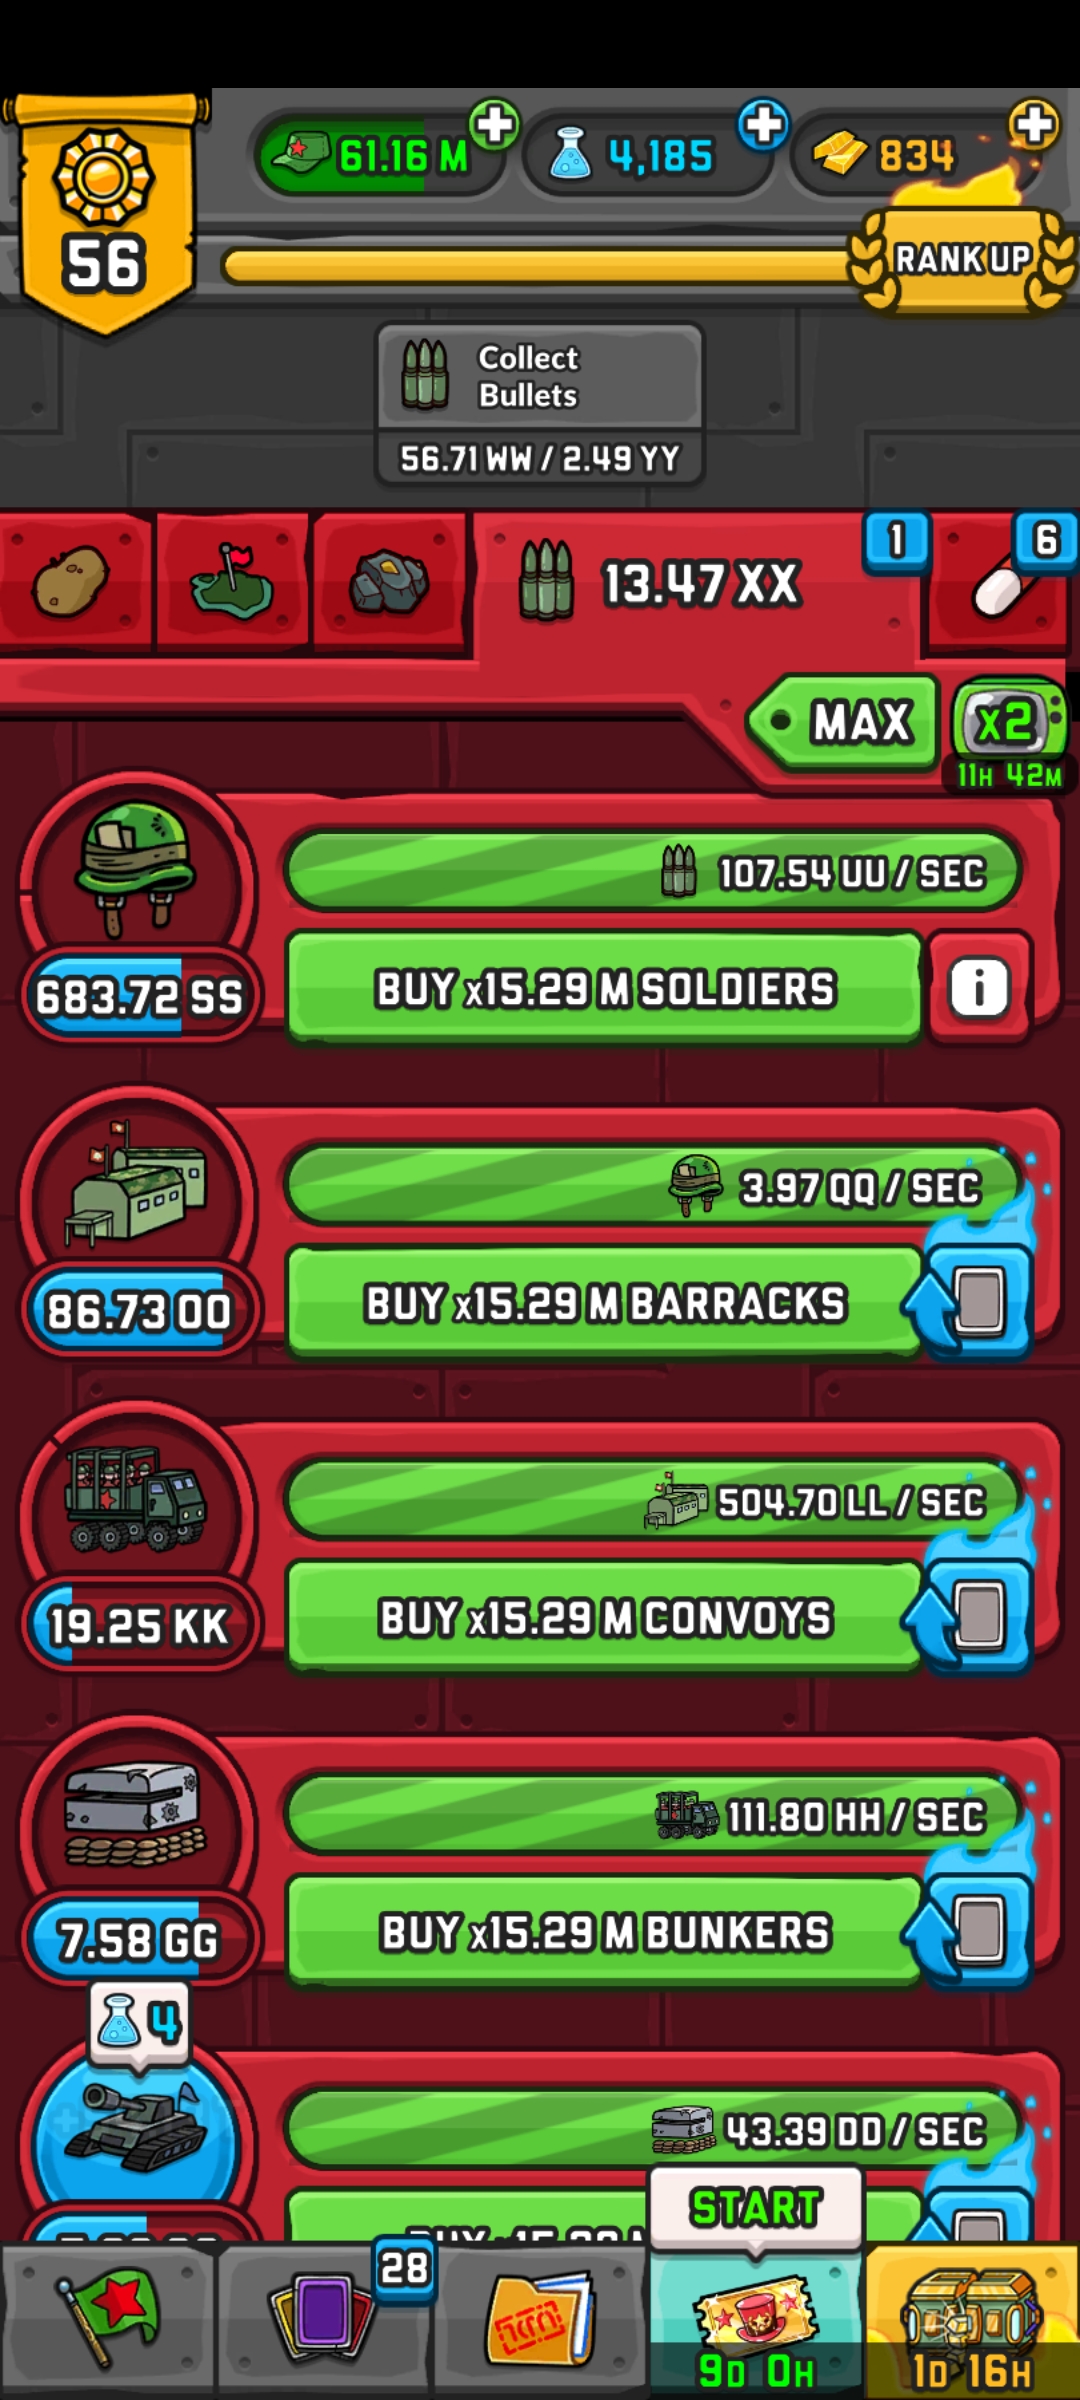 61.16 M
4,185
834
56
RANK UP
Collect
Bullets
56.71 WW / 2.49 YY
13.47 XX
1
6
MAX
x2
11H 42M
107.54 UU / SEC
683.72 SS
BUY x15.29 M SOLDIERS
i
3.97 QQ / SEC
86.73 OO
BUY x15.29 M BARRACKS
504.70 LL / SEC
19.25 KK
BUY x15.29 M CONVOYS
111.80 HH / SEC
7.58 GG
BUY x15.29 M BUNKERS
4
43.39 DD / SEC
START
28
9D 0H
1D 16H